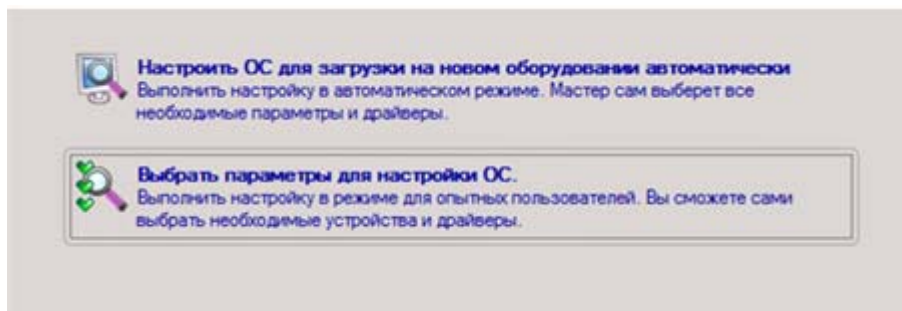 Настроить ОС для загрузки на новом оборудовании автоматически
Выполнить настройку в автоматическом режиме. Мастер сам выберет все
необходимые параметры и драйверы.
Выбрать параметры для настройки ОС.
Выполнить настройку в режиме для опытных пользователей. Вы сможете сами
выбрать необходимые устройства и драйверы.